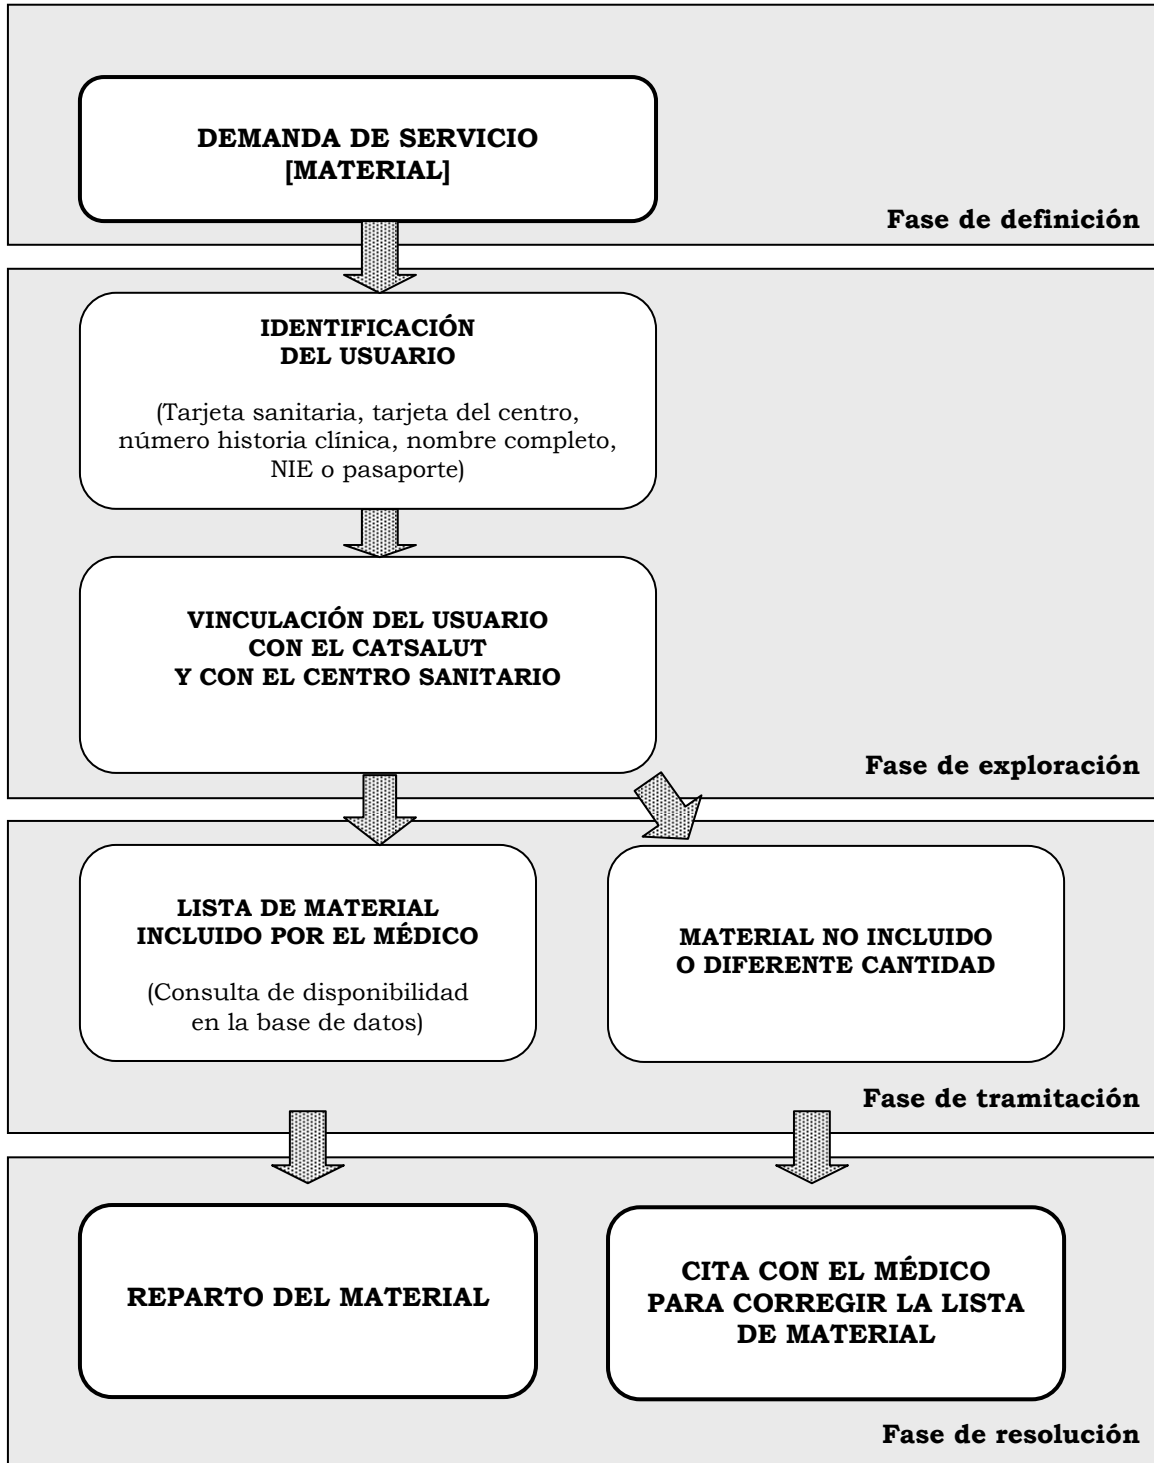 DEMANDA DE SERVICIO
[MATERIAL]
Fase de definición
IDENTIFICACIÓN
DEL USUARIO
(Tarjeta sanitaria, tarjeta del centro,
número historia clínica, nombre completo,
NIE o pasaporte)
VINCULACIÓN DEL USUARIO
CON EL CATSALUT
Y CON EL CENTRO SANITARIO
Fase de exploración
LISTA DE MATERIAL
INCLUIDO POR EL MÉDICO
(Consulta de disponibilidad
en la base de datos)
MATERIAL NO INCLUIDO
O DIFERENTE CANTIDAD
Fase de tramitación
REPARTO DEL MATERIAL
CITA CON EL MÉDICO
PARA CORREGIR LA LISTA
DE MATERIAL
Fase de resolución